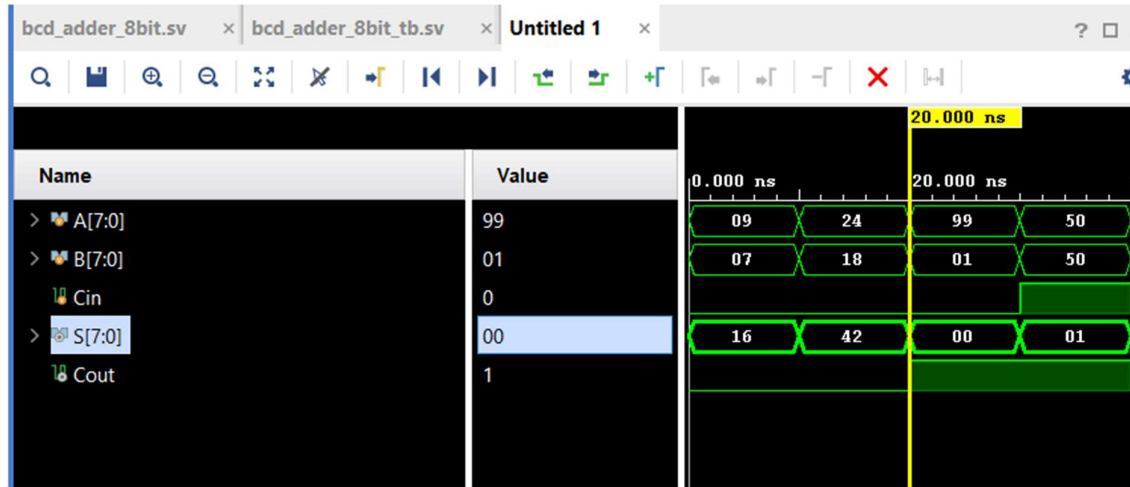 bcd_adder_8bit.sv × bcd_adder_8bit_tb.sv × Untitled 1 × ?
20.000 ns
Name Value 0.000 ns 20.000 ns
> A[7:0] 99 09 24 99 50
> B[7:0] 01 07 18 01 50
Cin 0
> S[7:0] 00 16 42 00 01
Cout 1